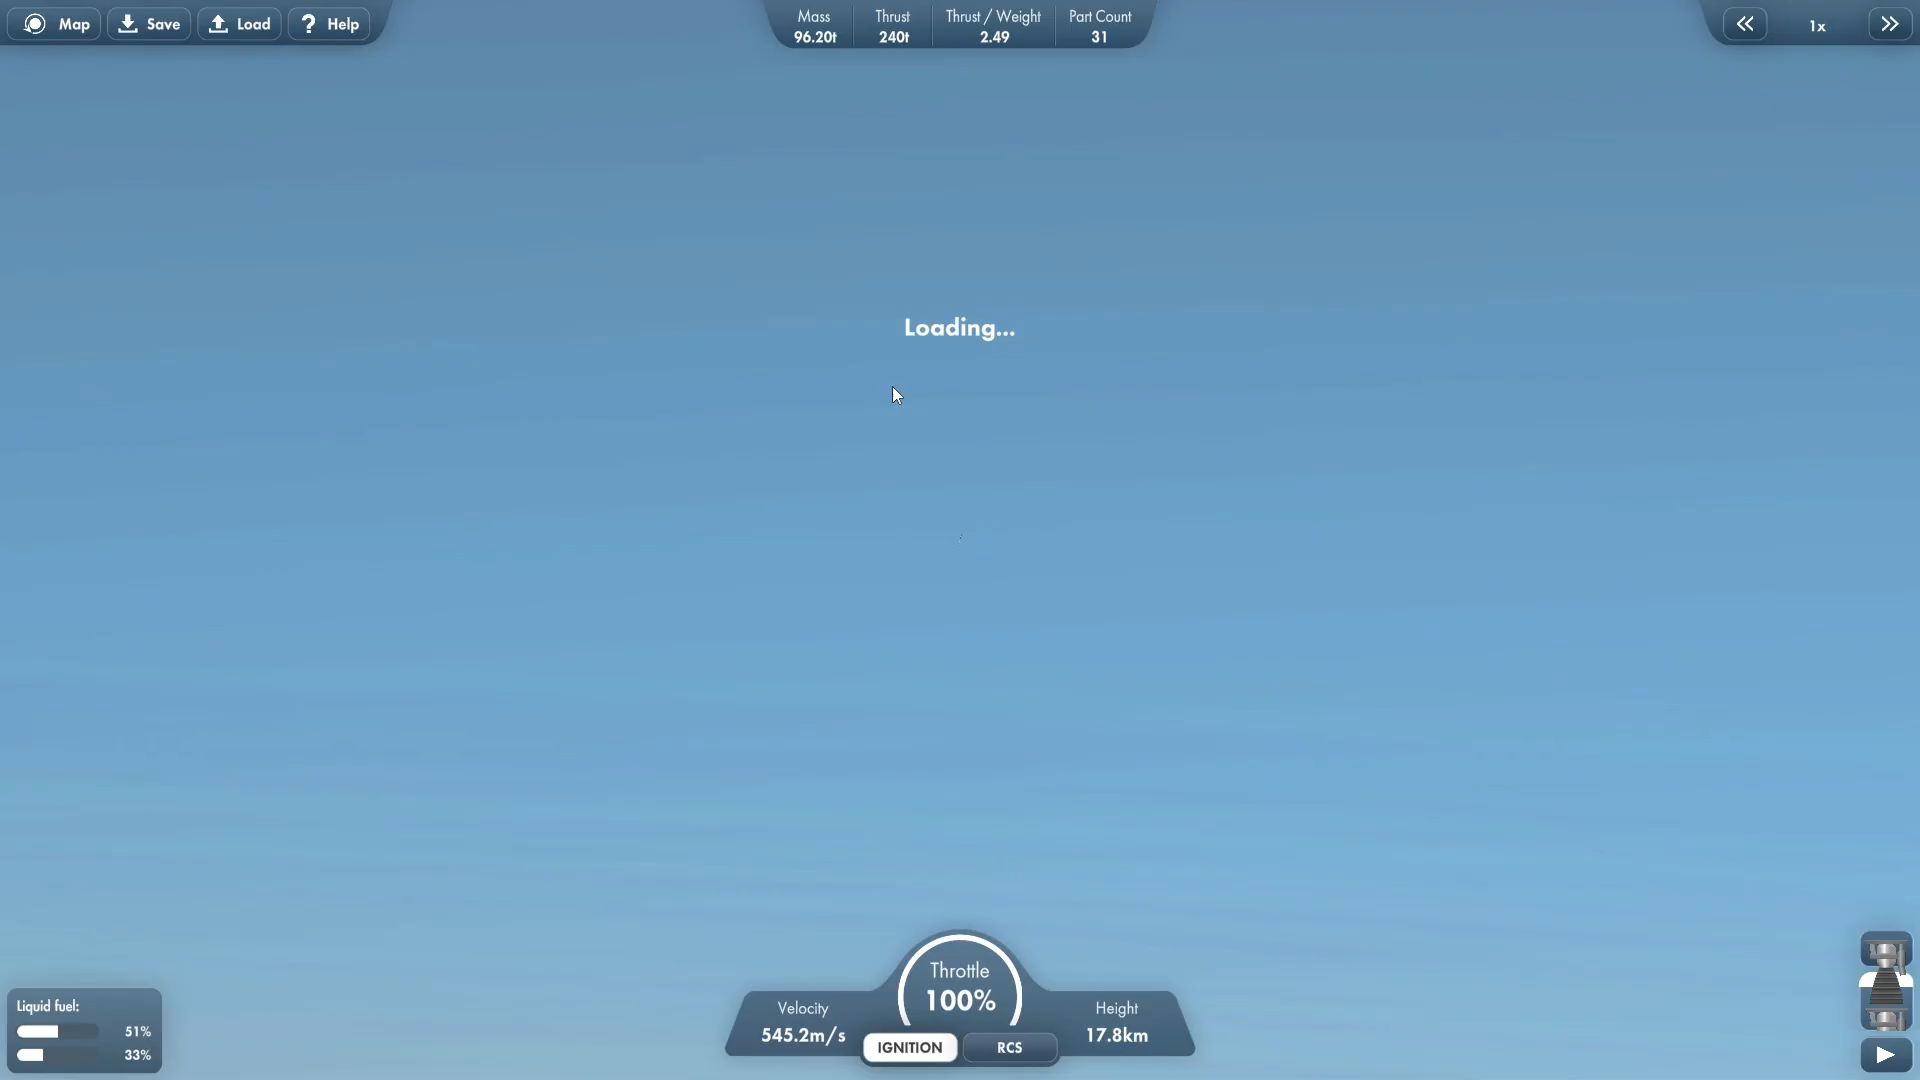 Map
Save
Load
Help
Mass
96.20t
Thrust
240t
Thrust / Weight
2.49
Part Count
31
1x
Loading...
Liquid fuel:
51%
33%
Throttle
100%
Velocity
545.2m/s
Height
17.8km
IGNITION
RCS